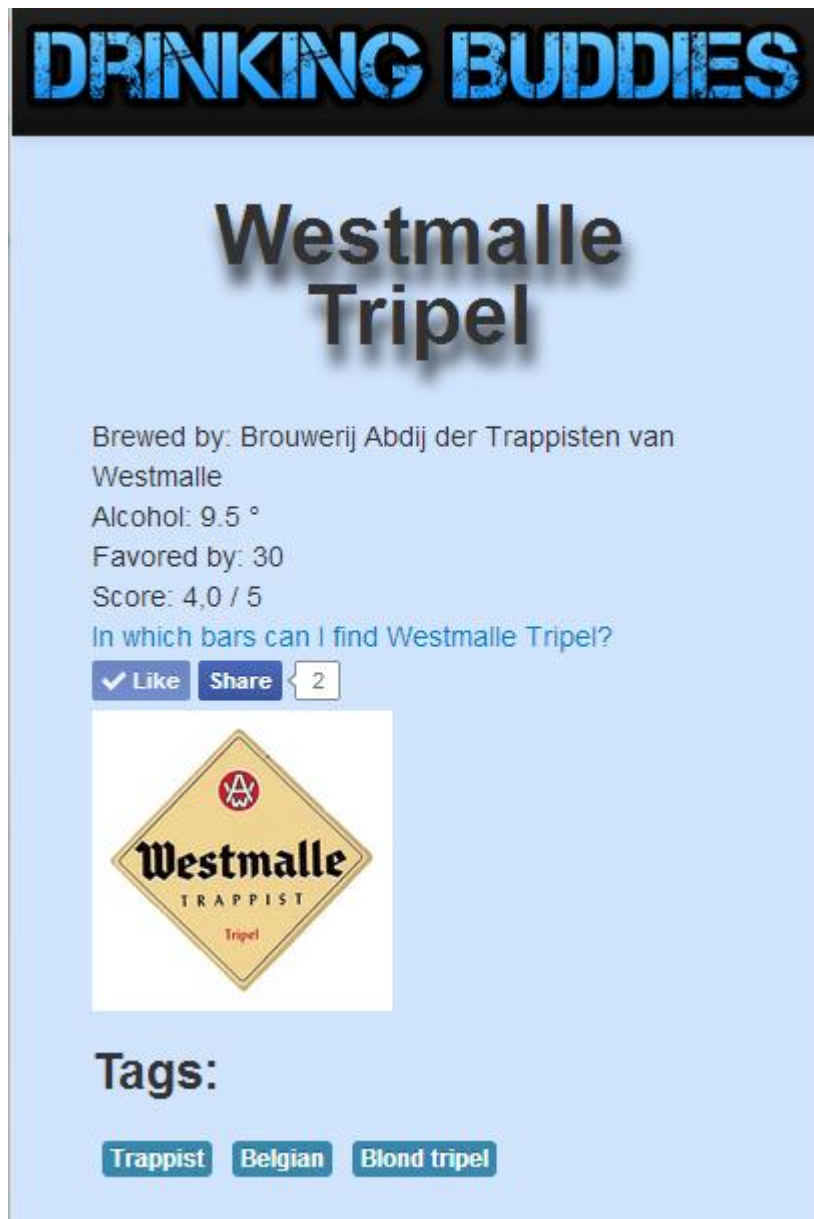 DRINKING BUDDIES
Westmalle
Tripel
Brewed by: Brouwerij Abdij der Trappisten van
Westmalle
Alcohol: 9.5 °
Favored by: 30
Score: 4,0 / 5
In which bars can I find Westmalle Tripel?
Like Share 2
Westmalle
TRAPPIST
Tripel
Tags:
Trappist Belgian Blond tripel